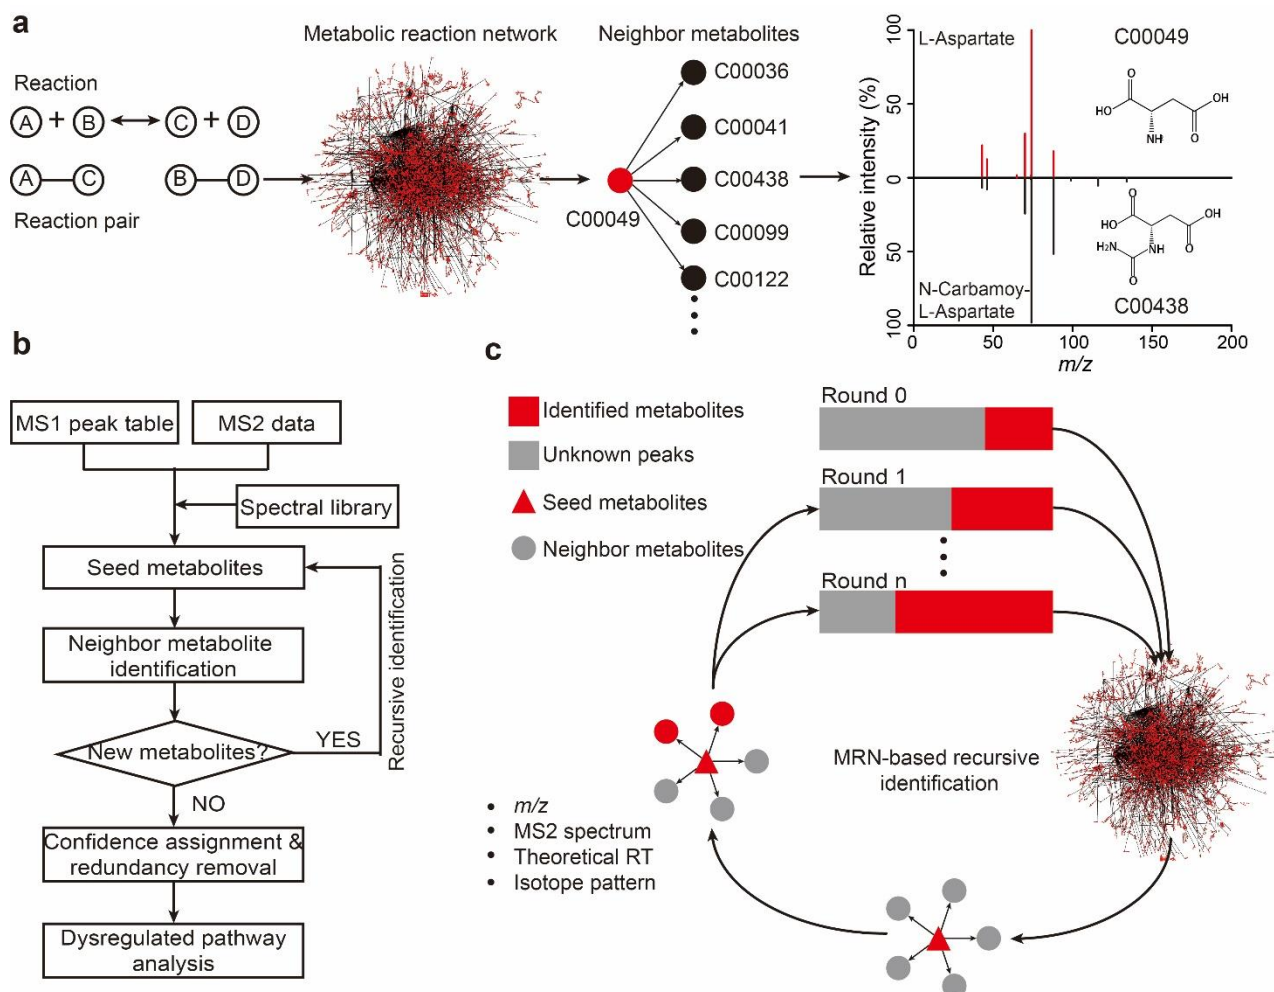 a
Reaction
A + B C + D
A C B D
Reaction pair
Metabolic reaction network
Neighbor metabolites
C00049
C00036
C00041
C00438
C00099
C00122
Relative intensity (%)
100
50
0
50
100
L-Aspartate
C00049
HO
O
OH
O
NH
N-Carbamoy-
L-Aspartate
C00438
O
HO
OH
O
H₂N
NH
O
0 50 100 150 200
m/z
b
MS1 peak table
MS2 data
Spectral library
Seed metabolites
Neighbor metabolite
identification
New metabolites?
YES
Recursive identification
NO
Confidence assignment &
redundancy removal
Dysregulated pathway
analysis
c
Identified metabolites
Unknown peaks
Seed metabolites
Neighbor metabolites
Round 0
Round 1
Round n
MRN-based recursive
identification
• m/z
• MS2 spectrum
• Theoretical RT
• Isotope pattern